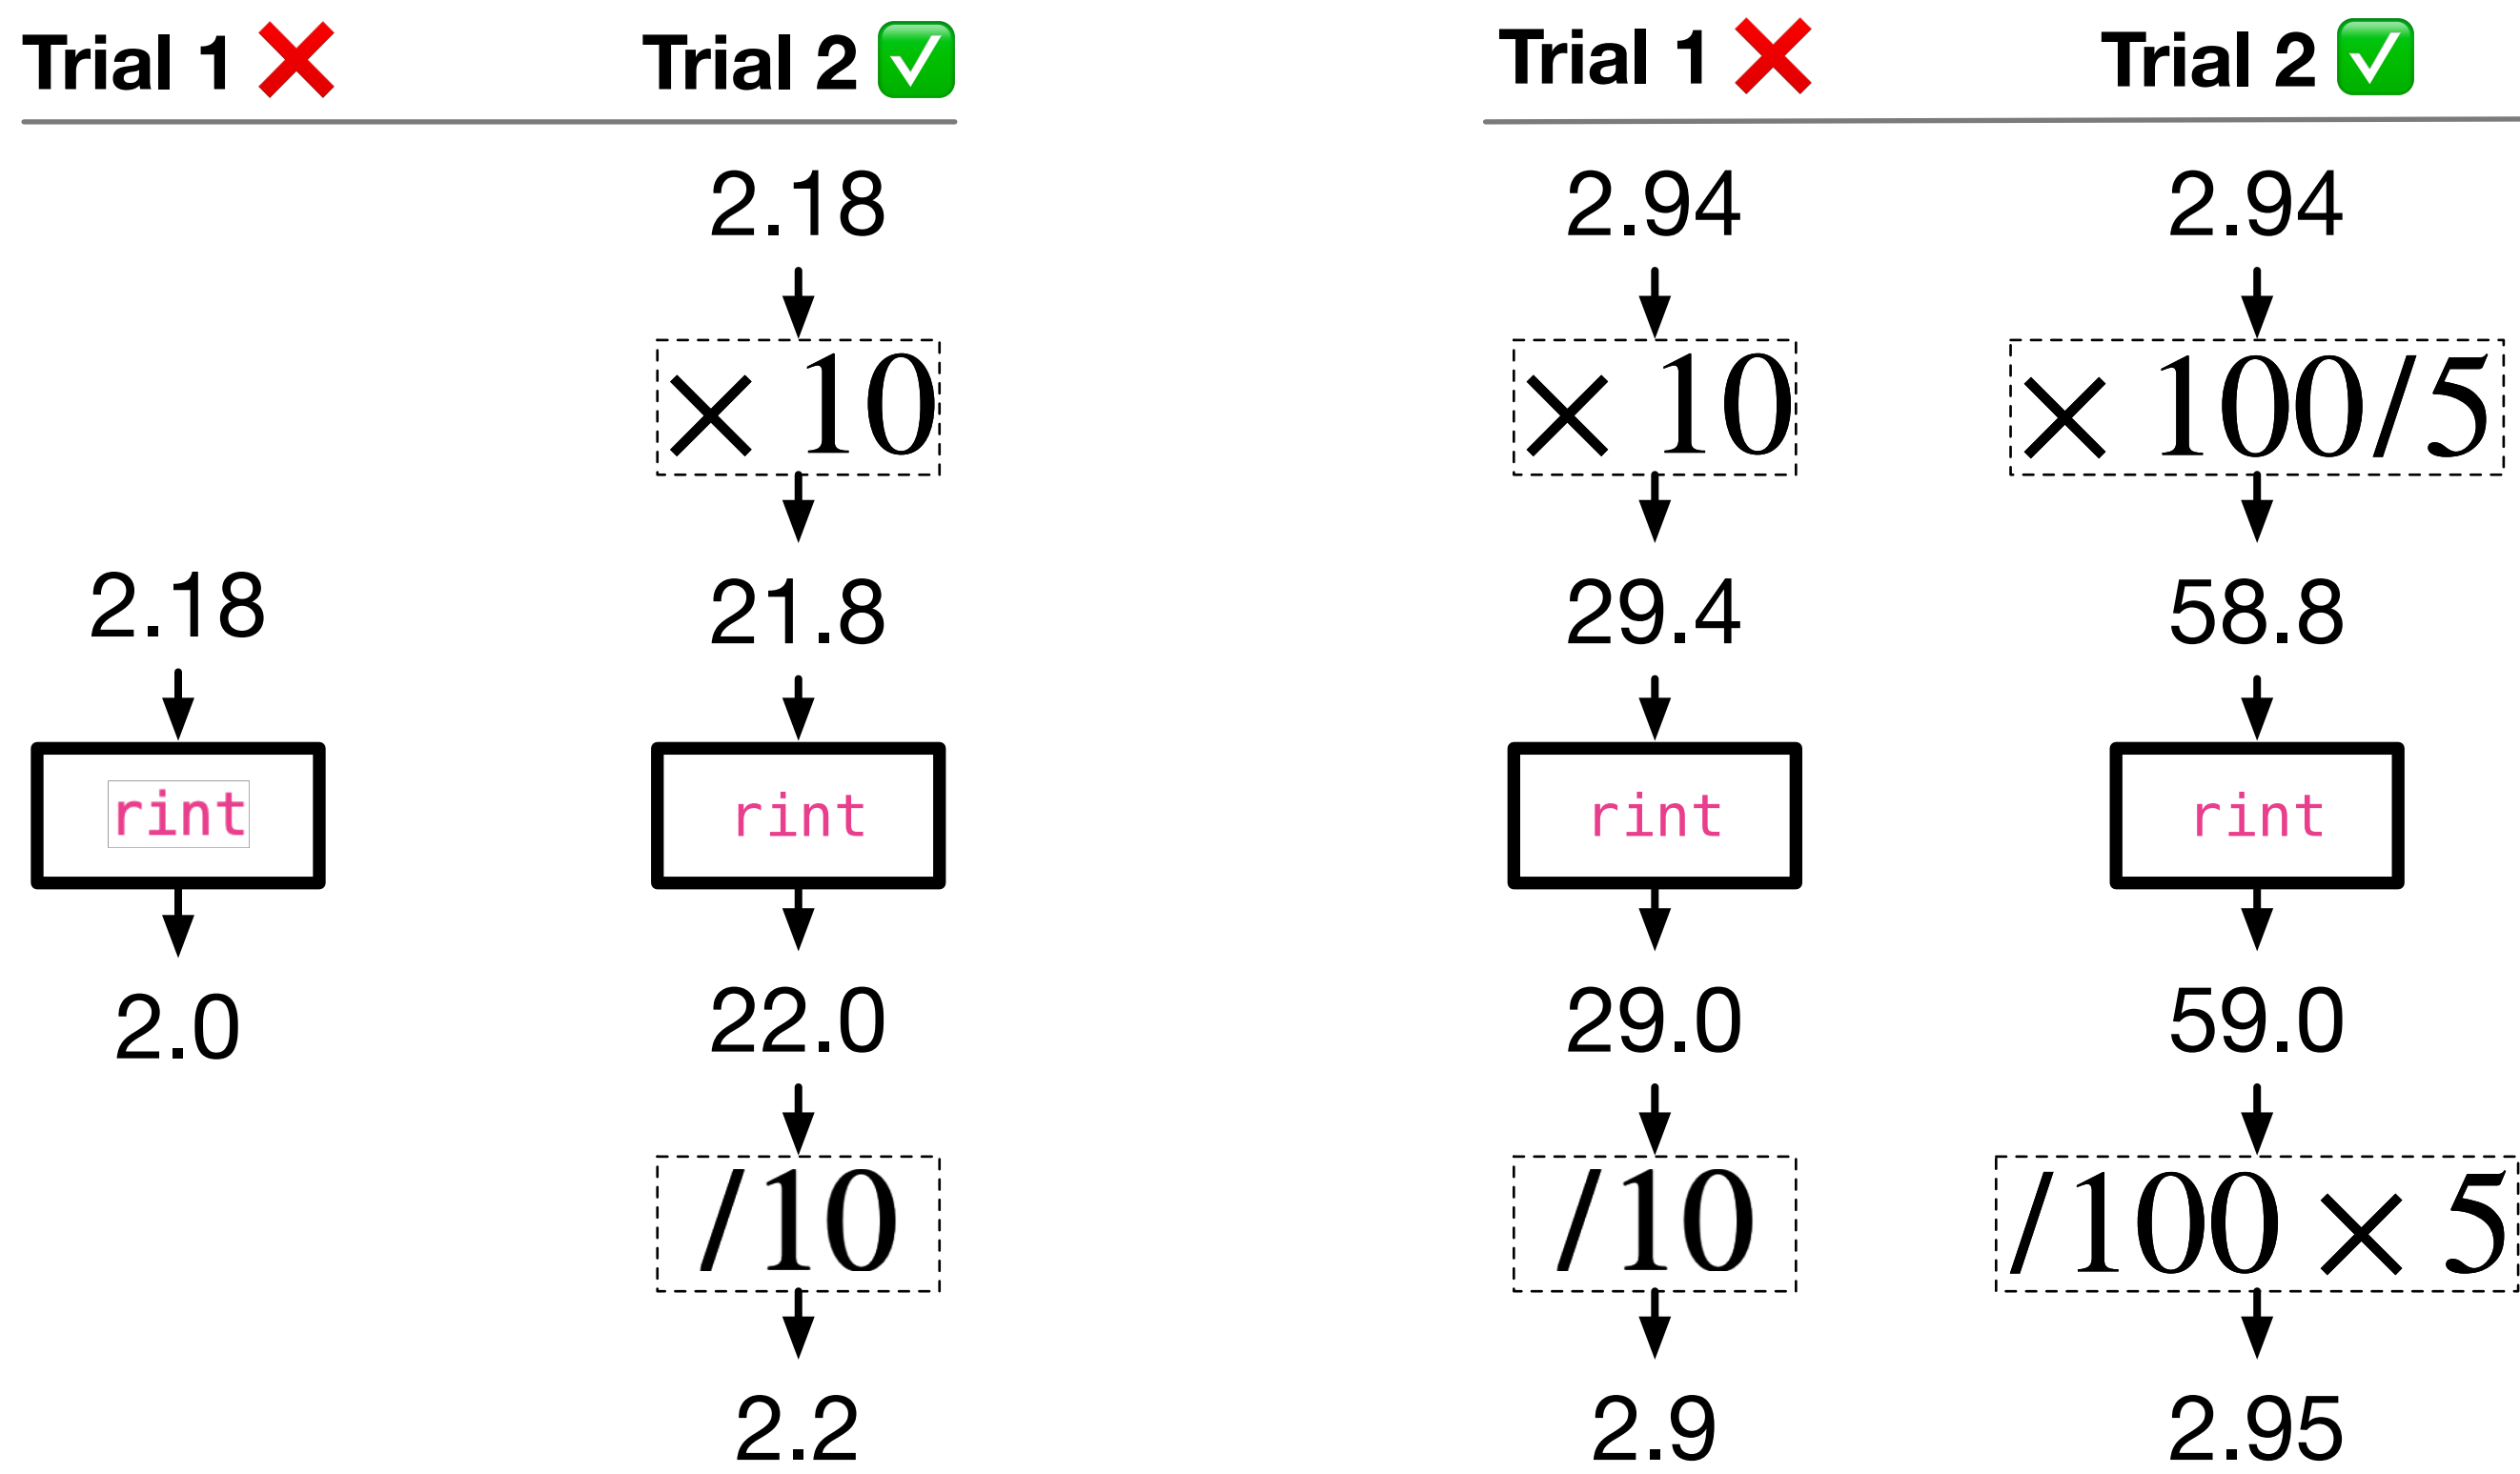 Trial 1 ❌ Trial 2 ✅ Trial 1 ❌ Trial 2 ✅
2.18 2.94 2.94
× 10 × 10 × 100/5
2.18 21.8 29.4 58.8
rint rint rint rint
2.0 22.0 29.0 59.0
/10 /10 /100 × 5
2.2 2.9 2.95